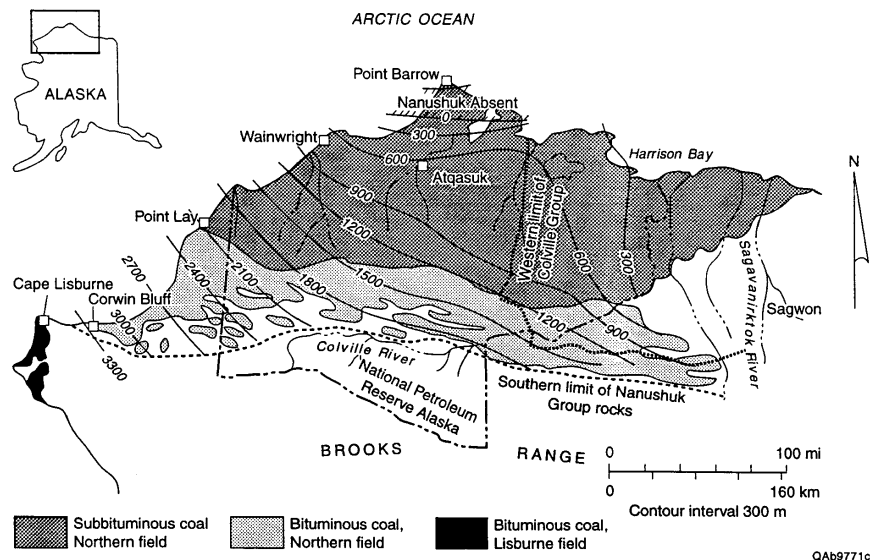 ARCTIC OCEAN
ALASKA
Point Barrow
Nanushuk Absent
0
300
Wainwright
600
Atqasuk
Harrison Bay
N
900
1200
Point Lay
Western limit of
Colville Group
600
300
Sagavanirktok River
Sagwon
2700
2400
2100
1800
1500
1200
900
Cape Lisburne
Corwin Bluff
3000
3300
Colville River
National Petroleum
Reserve Alaska
Southern limit of Nanushuk
Group rocks
BROOKS RANGE
0 100 mi
0 160 km
Contour interval 300 m
Subbituminous coal
Northern field
Bituminous coal,
Northern field
Bituminous coal,
Lisburne field
QAb9771c